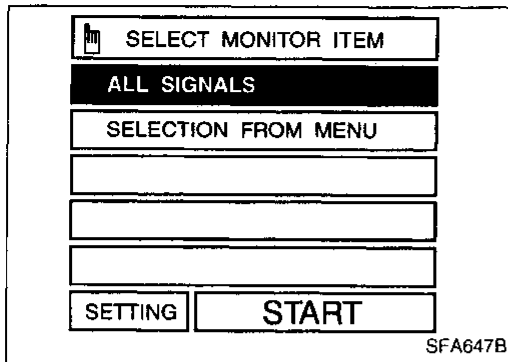 SELECT MONITOR ITEM
ALL SIGNALS
SELECTION FROM MENU
SETTING START
SFA647B